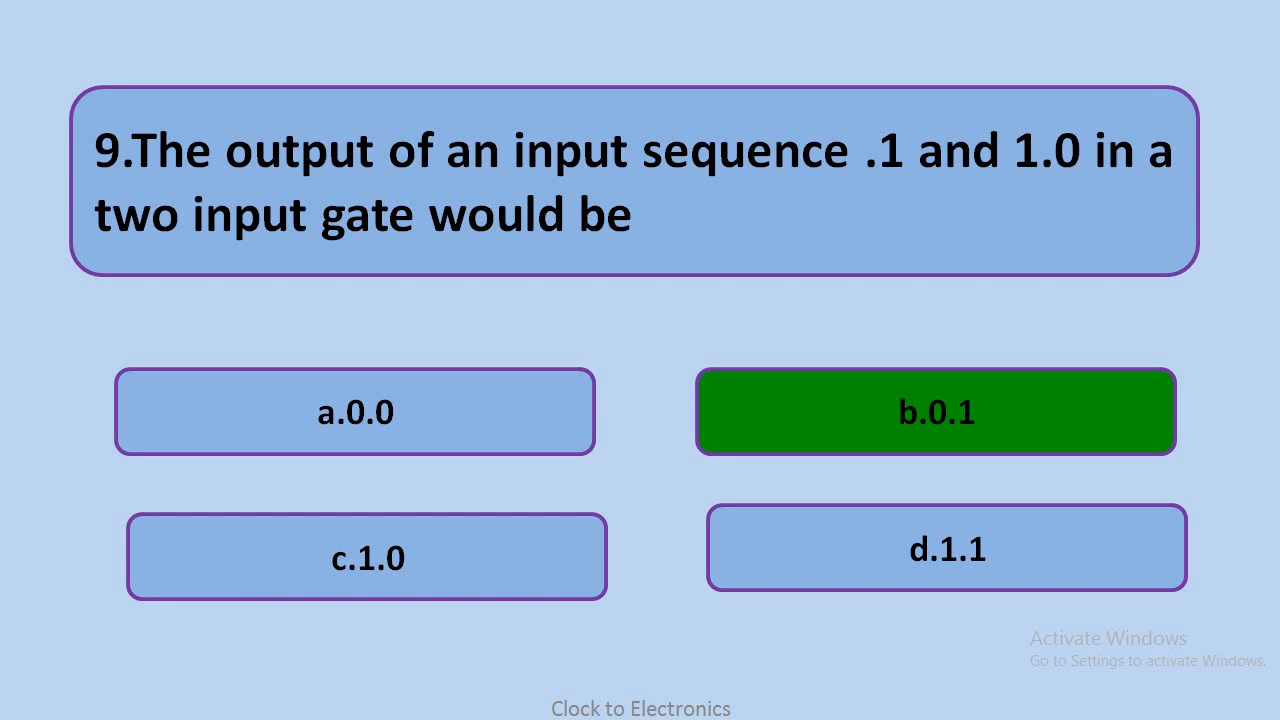 9.The output of an input sequence .1 and 1.0 in a
two input gate would be
a.0.0
b.0.1
c.1.0
d.1.1
Activate Windows
Go to Settings to activate Windows.
Clock to Electronics